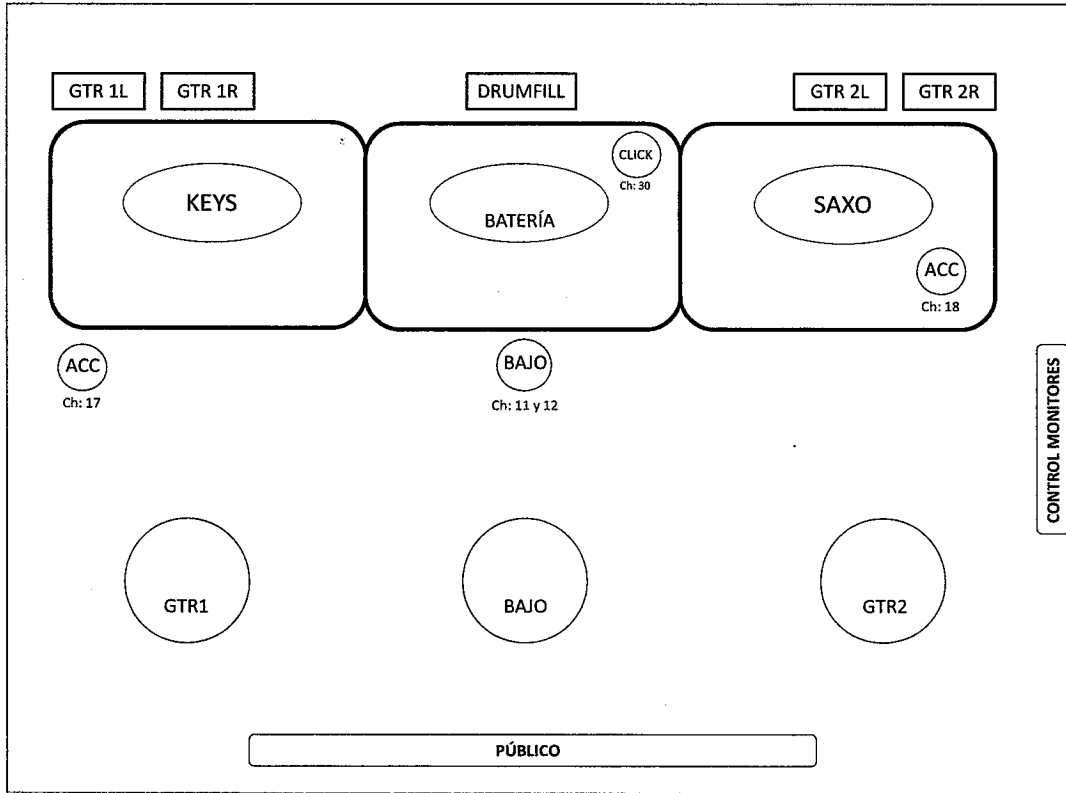 GTR 1L
GTR 1R
DRUMFILL
GTR 2L
GTR 2R
CLICK
Ch: 30
KEYS
BATERÍA
SAXO
ACC
Ch: 18
ACC
Ch: 17
BAJO
Ch: 11 y 12
CONTROL MONITORES
GTR1
BAJO
GTR2
PÚBLICO